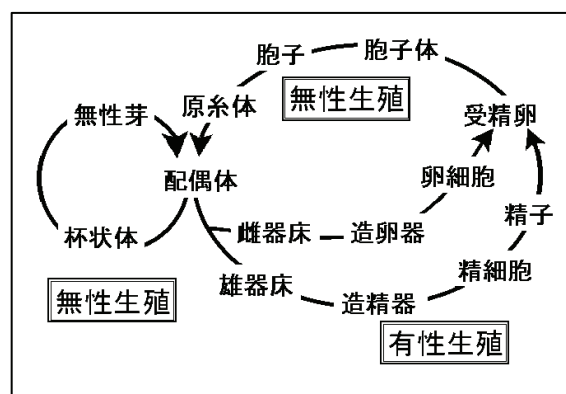 胞子
胞子体
原糸体
無性生殖
受精卵
無性芽
配偶体
卵細胞
杯状体
雌器床
造卵器
精子
精細胞
無性生殖
雄器床
造精器
有性生殖